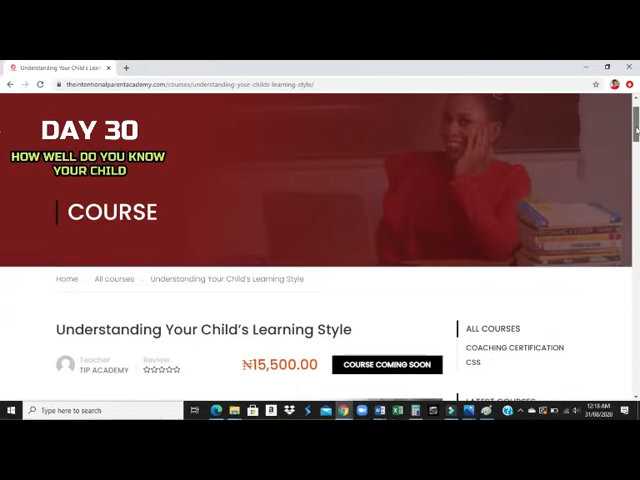 Understanding Your Child's Lear
theintentionalparentacademy.com/courses/understanding-your-childs-learning-style/
DAY 30
HOW WELL DO YOU KNOW
YOUR CHILD
COURSE
Home
All courses
Understanding Your Child's Learning Style
Understanding Your Child's Learning Style
ALL COURSES
COACHING CERTIFICATION
CSS
Teacher
TIP ACADEMY
Review
₦15,500.00
COURSE COMING SOON
LATEST COURSES
Type here to search
12:18 AM
31/08/2020